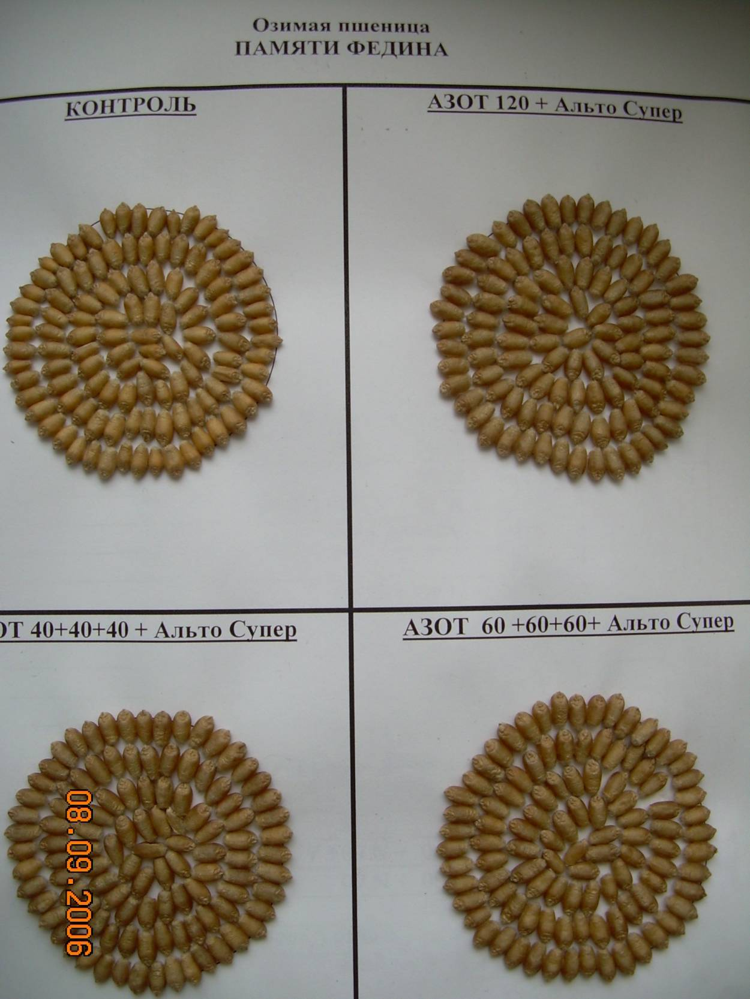 Озимая пшеница
ПАМЯТИ ФЕДИНА
КОНТРОЛЬ
АЗОТ 120 + Альто Супер
ОТ 40+40+40 + Альто Супер
АЗОТ 60 +60+60+ Альто Супер
08.09.2006